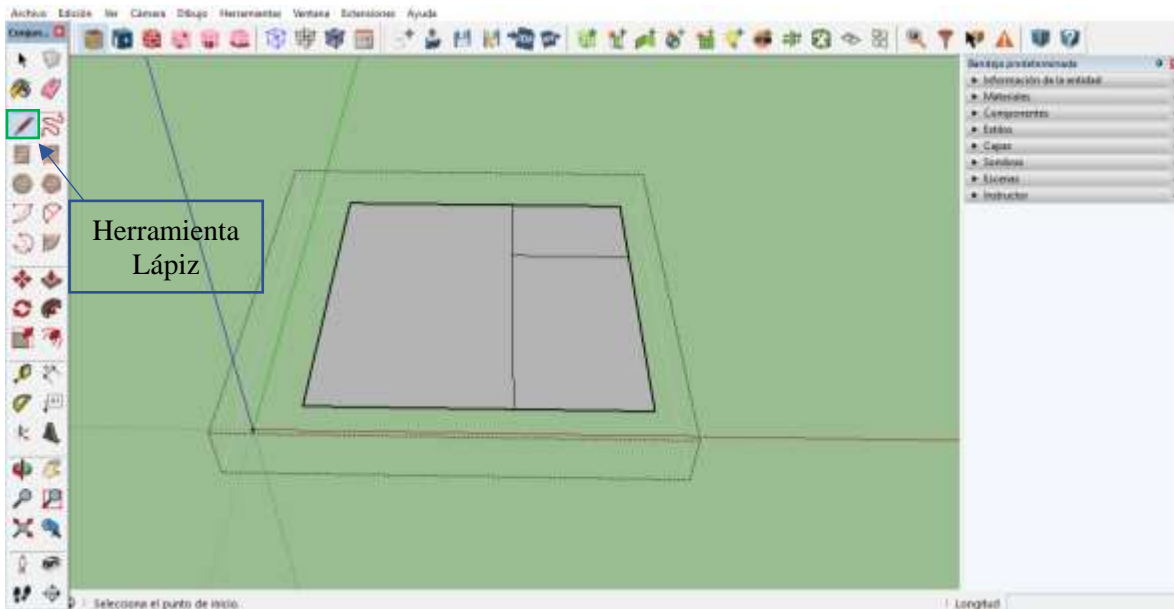 Archivo Edición Ver Cámara Dibujo Herramientas Ventana Extensiones Ayuda
Conjun...
Bandeja predeterminada
Información de la entidad
Materiales
Componentes
Estilos
Capas
Sombras
Escenas
Instructor
Herramienta
Lápiz
Selecciona el punto de inicio.
Longitud